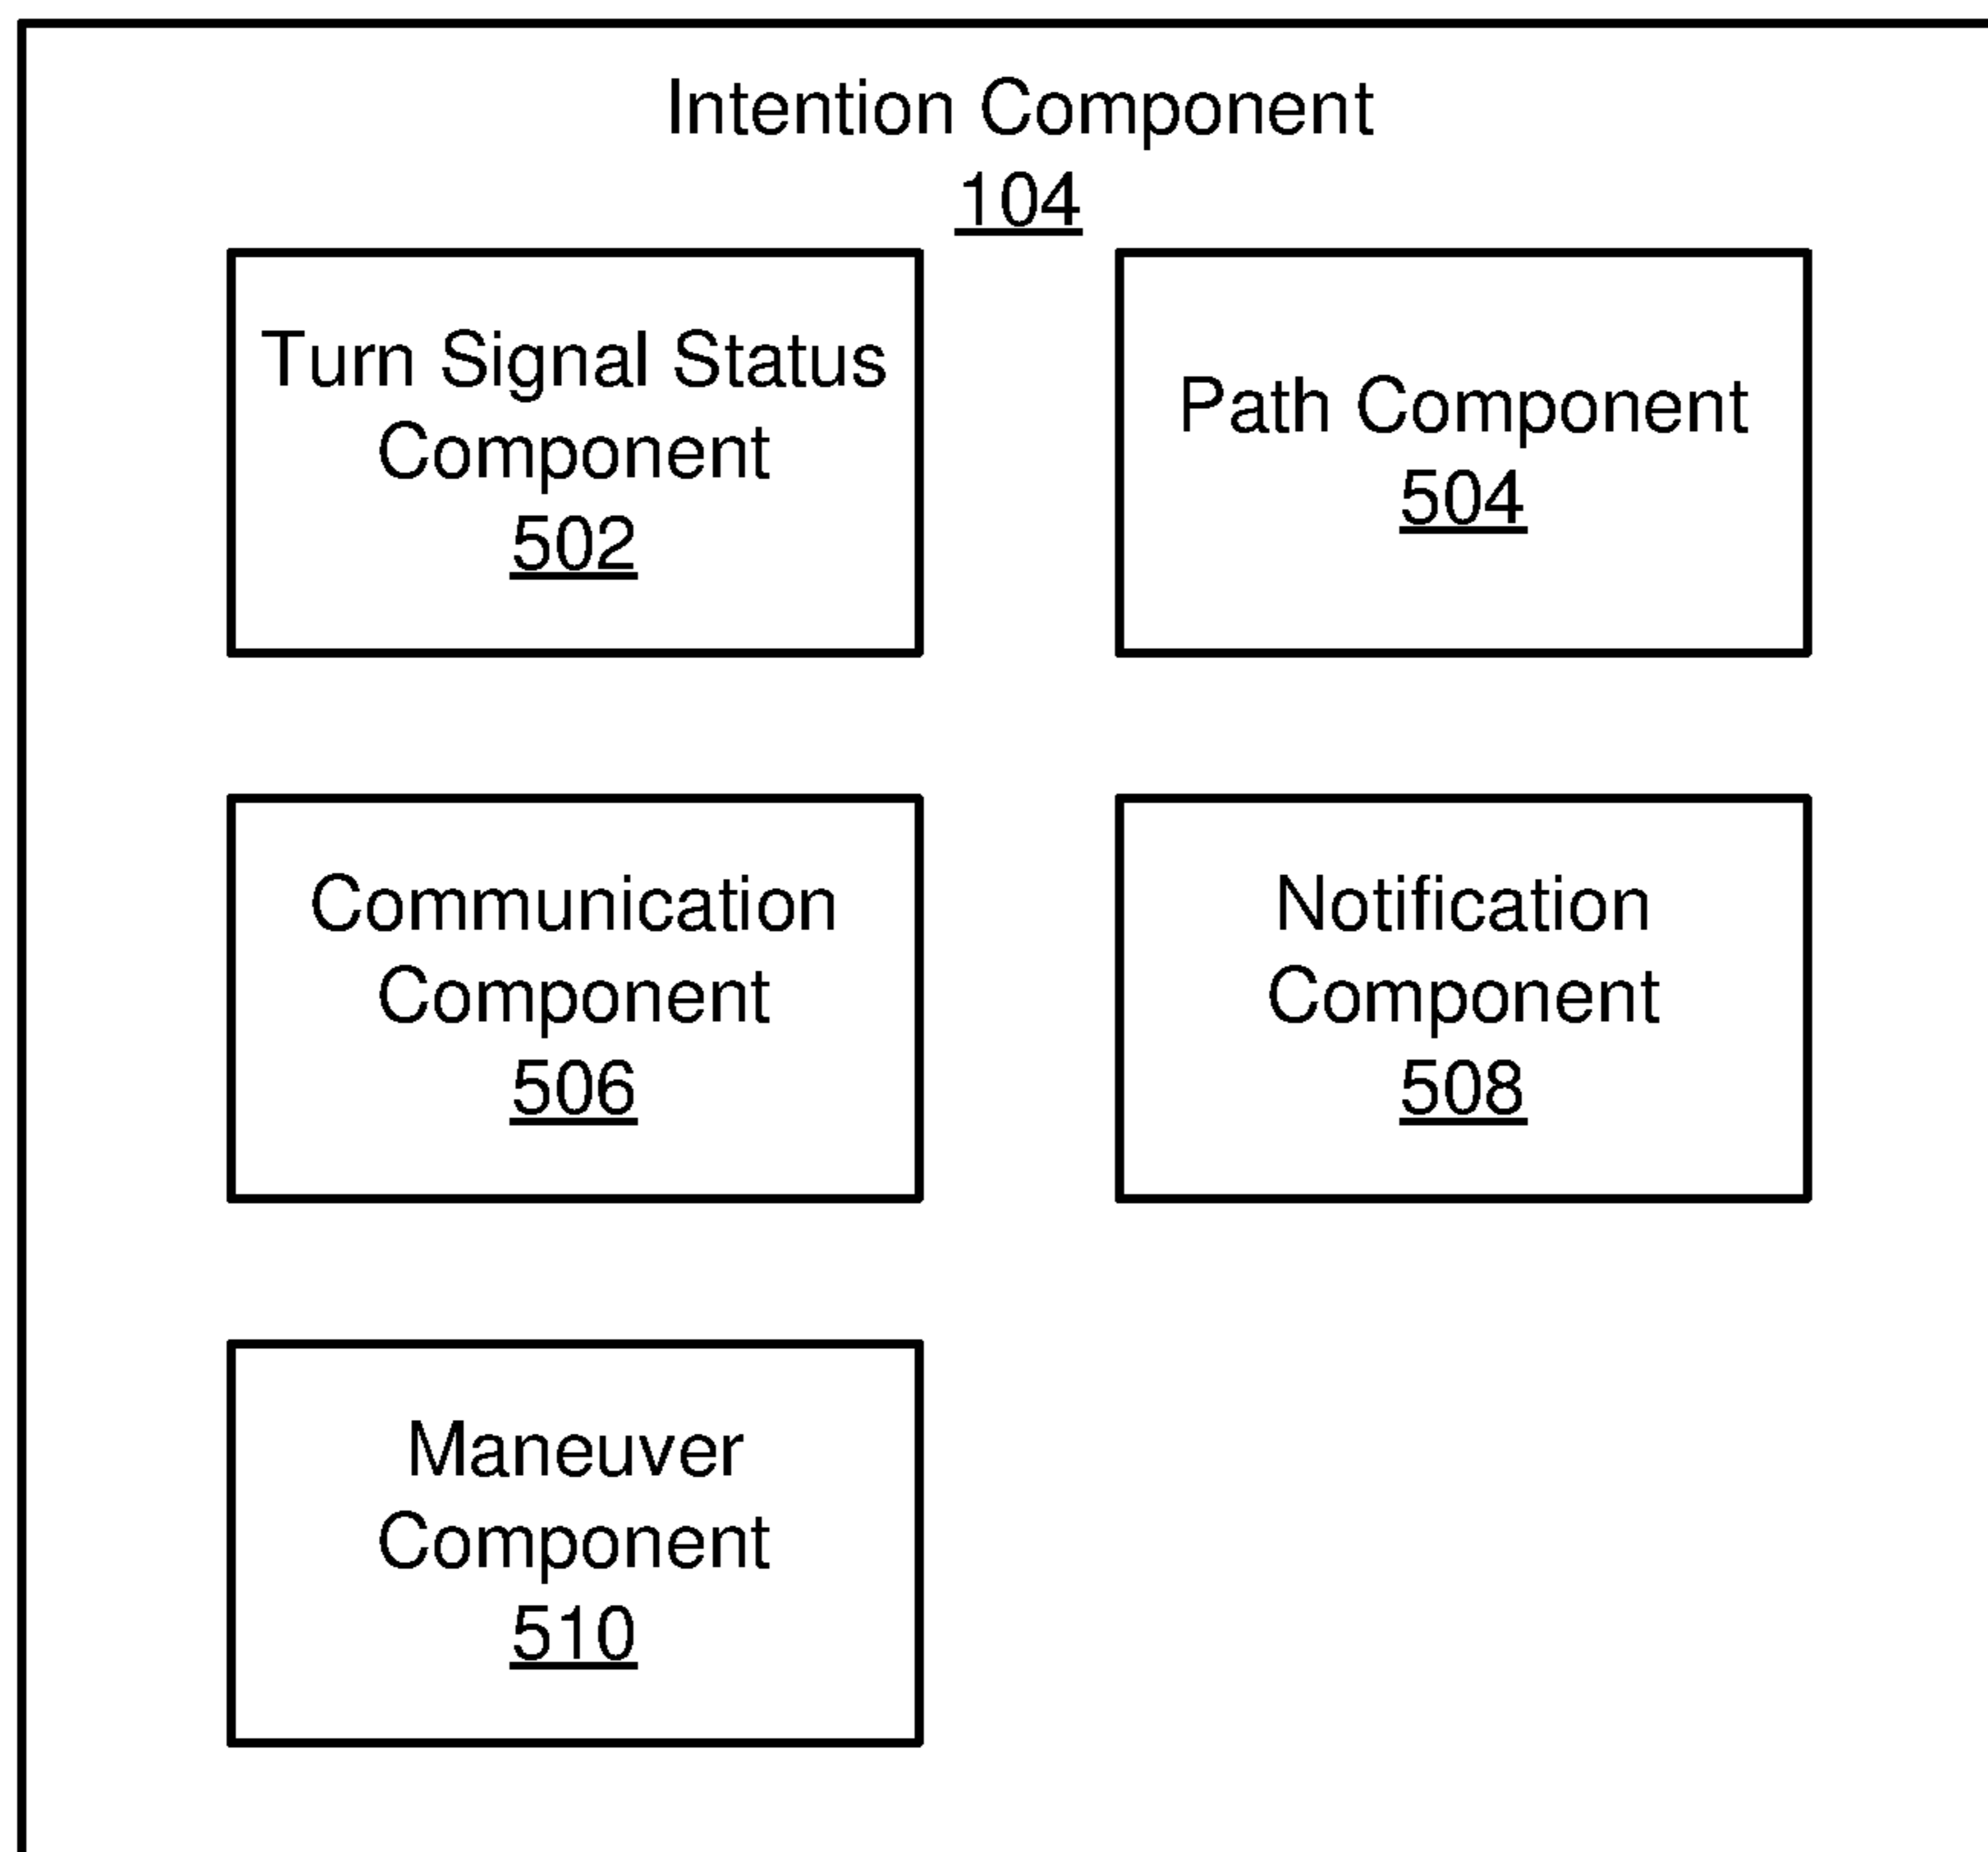 Intention Component
104
Turn Signal Status
Component
502
Path Component
504
Communication
Component
506
Notification
Component
508
Maneuver
Component
510